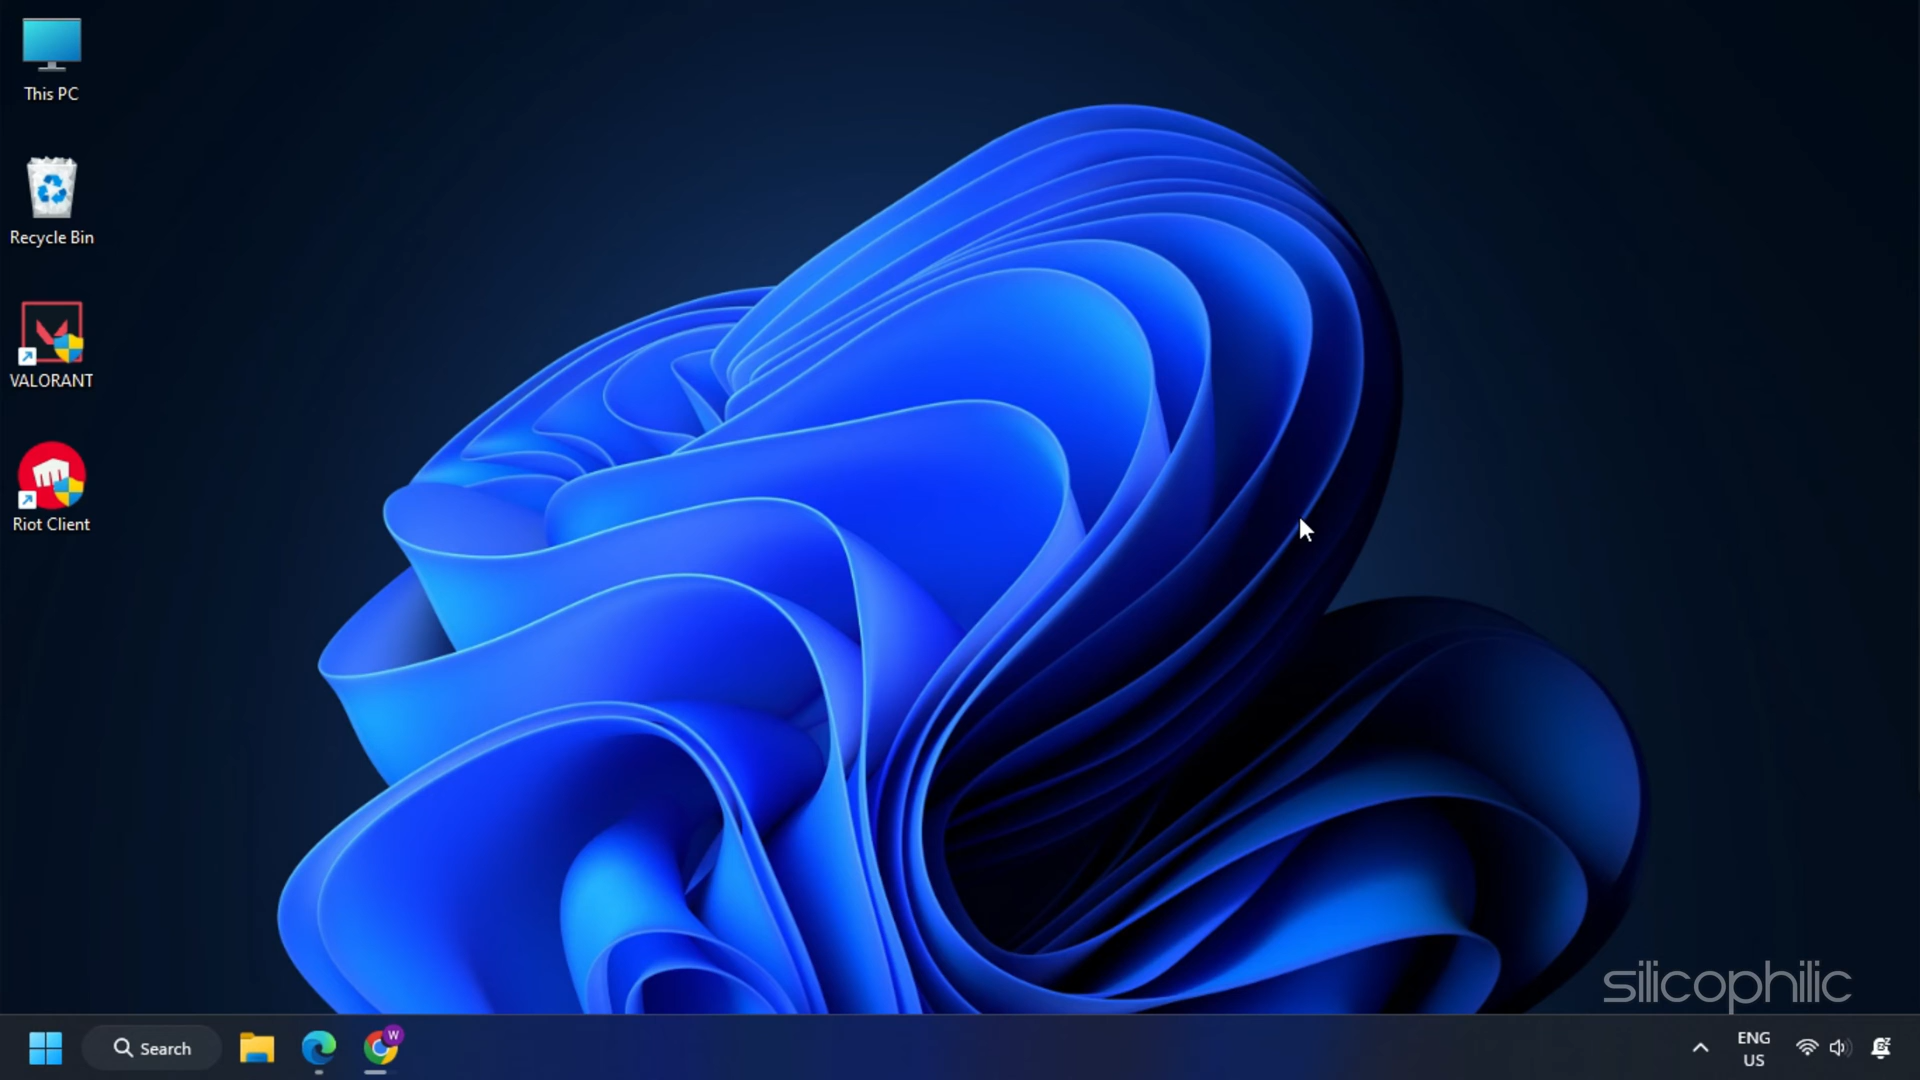 This PC
Recycle Bin
VALORANT
Riot Client
silicophilic
Search
W
ENG
US